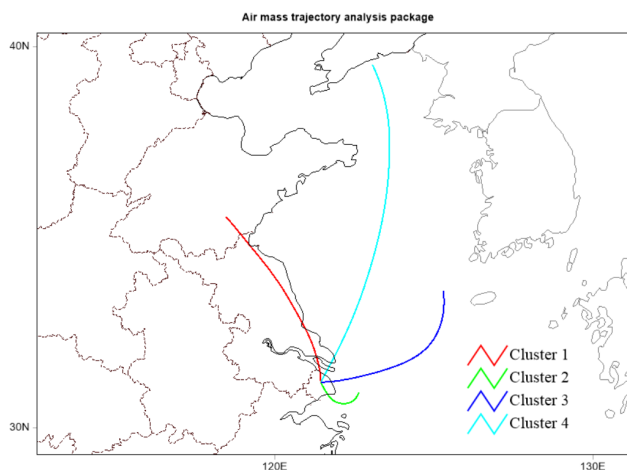 Air mass trajectory analysis package
40N
30N
Cluster 1
Cluster 2
Cluster 3
Cluster 4
120E
130E